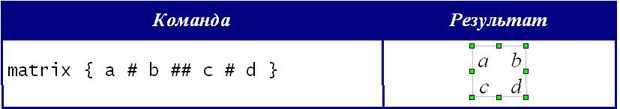 Команда Результат
matrix { a # b ## c # d } a b
c d